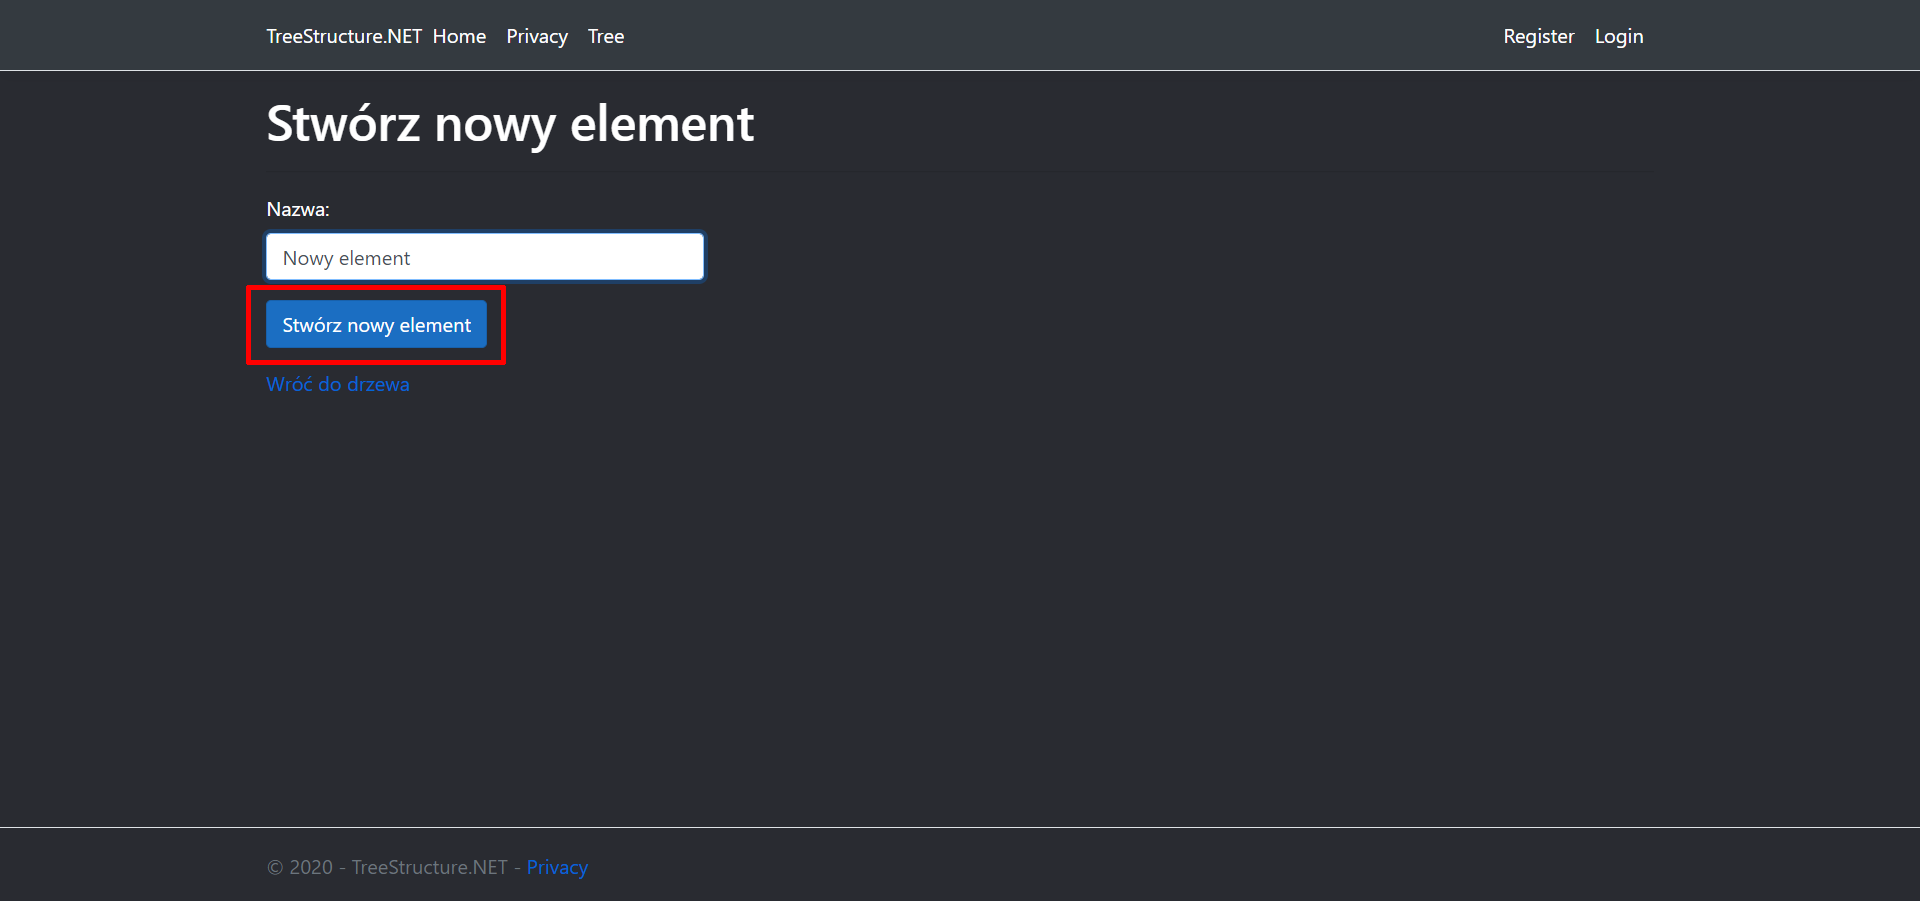 TreeStructure.NET Home Privacy Tree Register Login
Stwórz nowy element
Nazwa:
Nowy element
Stwórz nowy element
Wróć do drzewa
© 2020 - TreeStructure.NET - Privacy